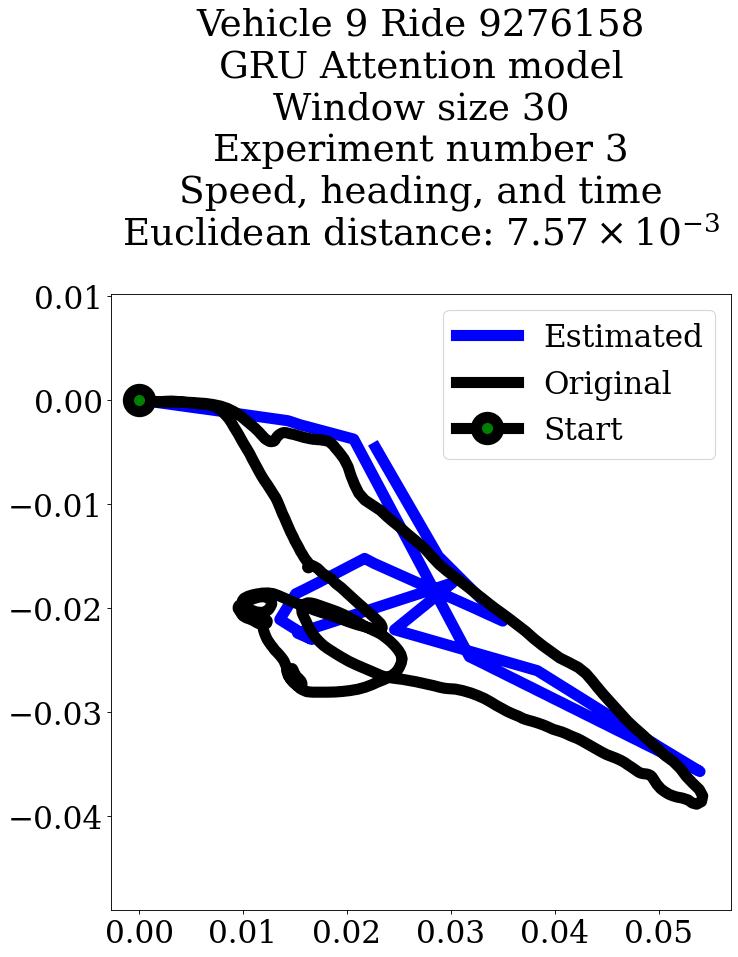 Vehicle 9 Ride 9276158
GRU Attention model
Window size 30
Experiment number 3
Speed, heading, and time
Euclidean distance: 7.57 × 10⁻³
Estimated
Original
Start
0.01
0.00
−0.01
−0.02
−0.03
−0.04
0.00 0.01 0.02 0.03 0.04 0.05